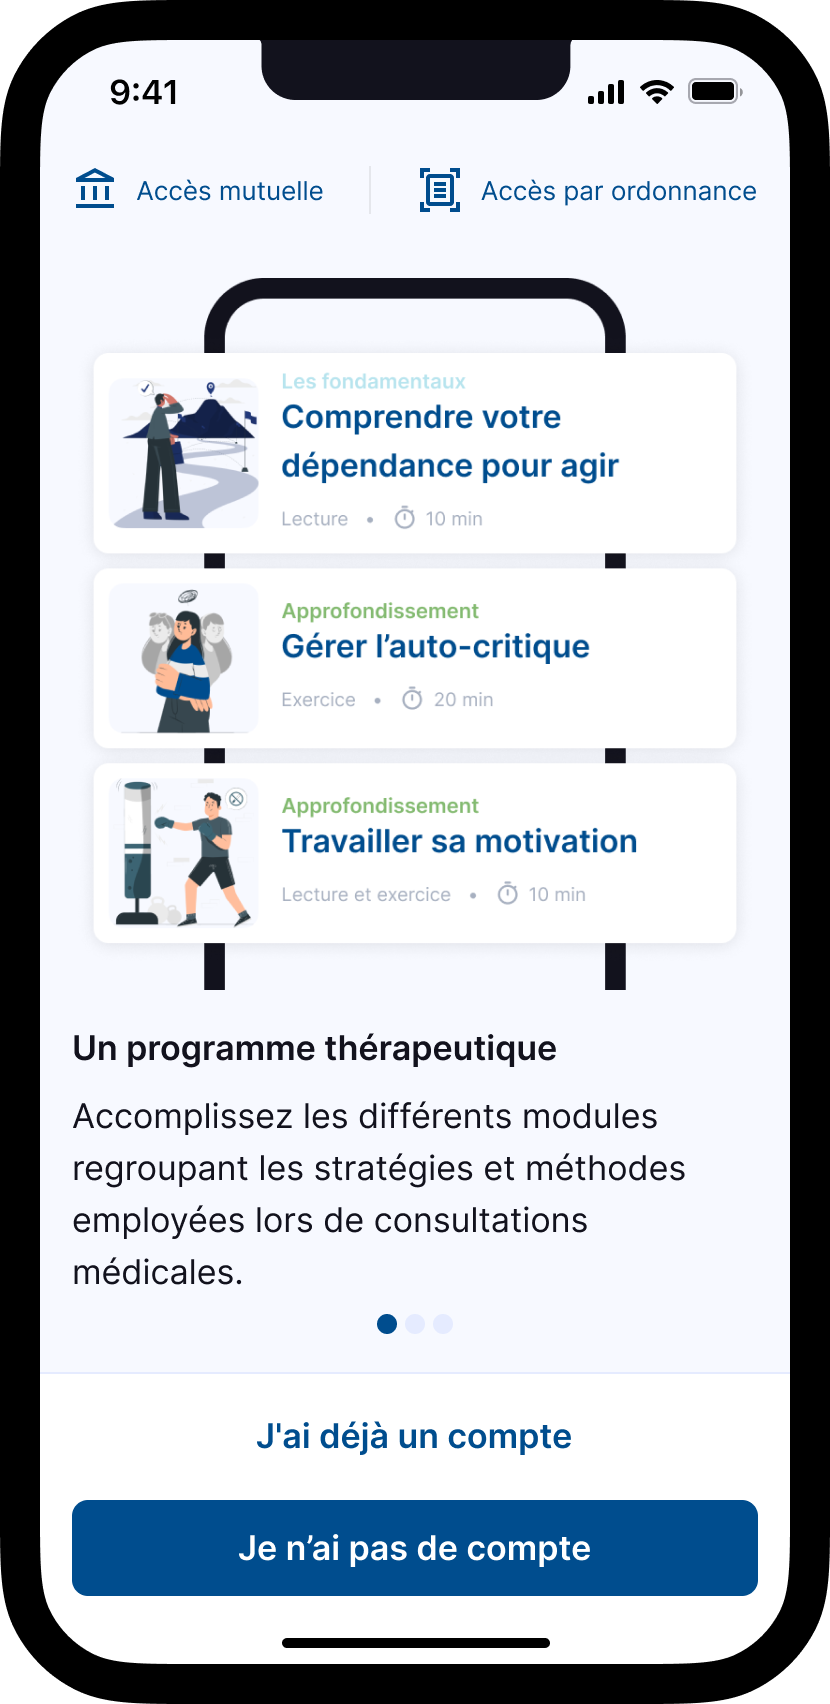 9:41
Accès mutuelle
Accès par ordonnance
Les fondamentaux
Comprendre votre
dépendance pour agir
Lecture • 10 min
Approfondissement
Gérer l’auto-critique
Exercice • 20 min
Approfondissement
Travailler sa motivation
Lecture et exercice • 10 min
Un programme thérapeutique
Accomplissez les différents modules
regroupant les stratégies et méthodes
employées lors de consultations
médicales.
J'ai déjà un compte
Je n’ai pas de compte